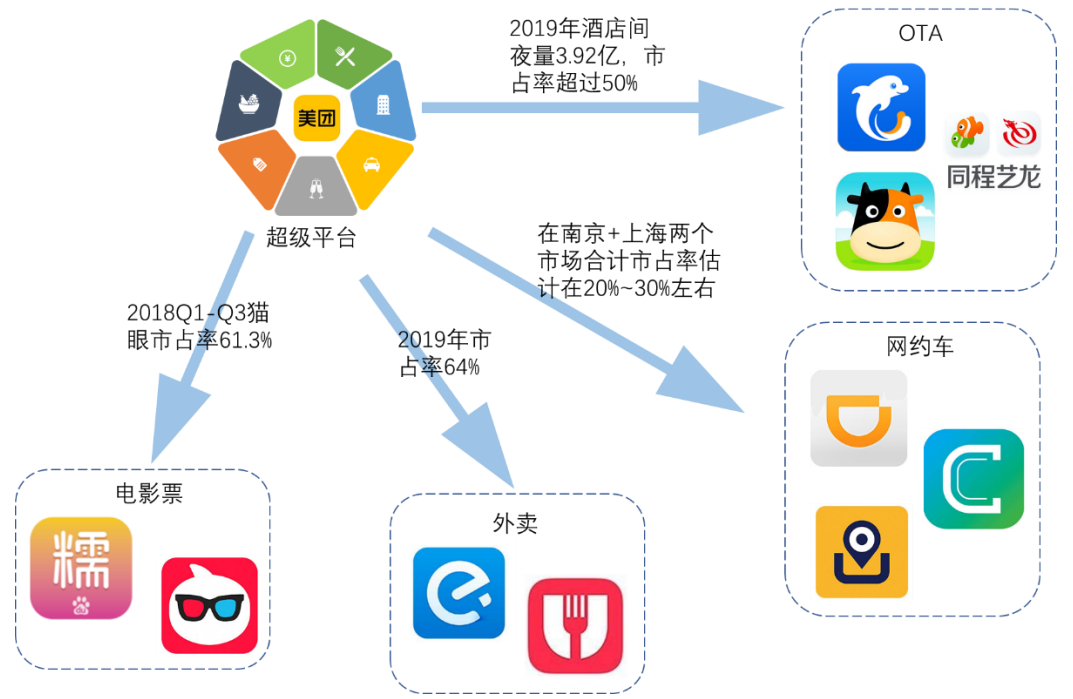 2019年酒店间
夜量3.92亿，市
占率超过50%
OTA
美团
同程艺龙
超级平台
在南京+上海两个
市场合计市占率估
计在20%~30%左右
2018Q1-Q3猫
眼市占率61.3%
2019年市
占率64%
网约车
电影票
糯
外卖